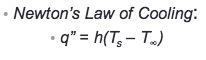 • Newton's Law of Cooling:
• q" = h(Tₛ – T∞)